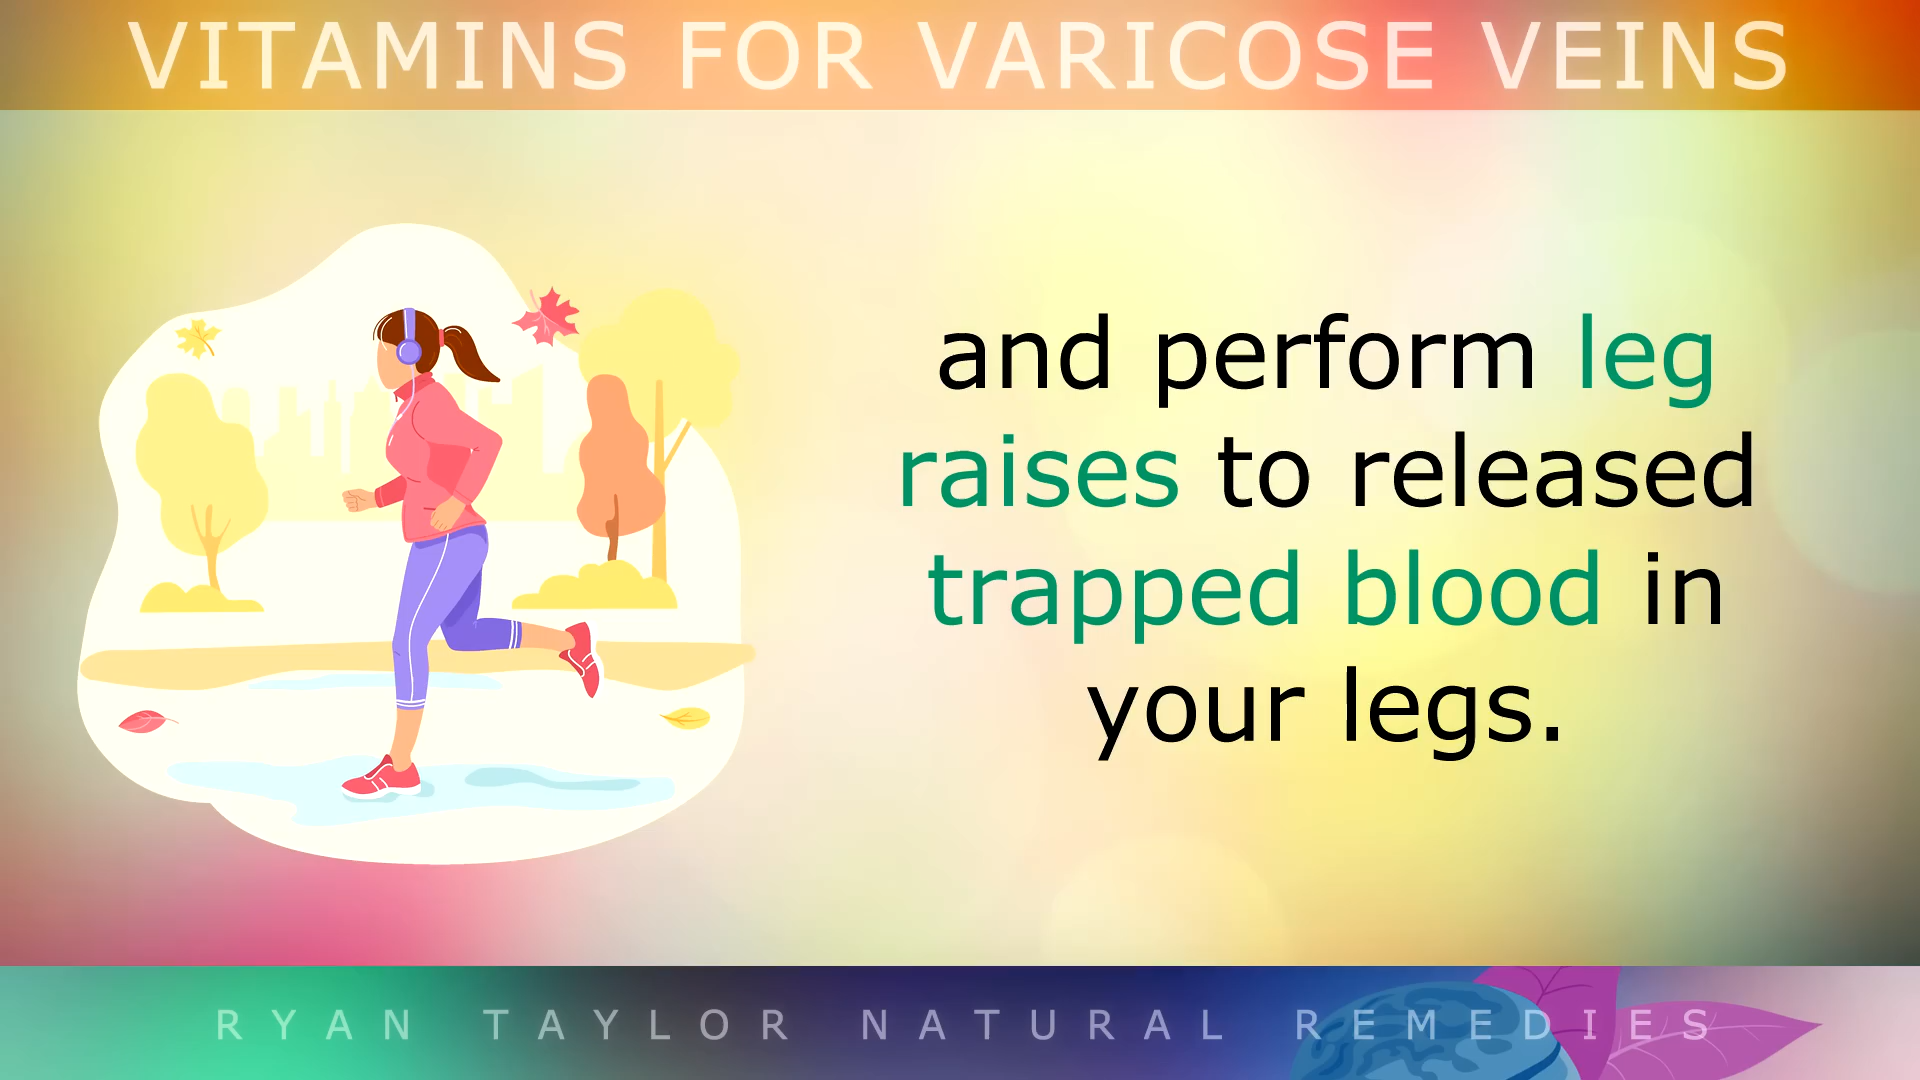 VITAMINS FOR VARICOSE VEINS
and perform leg
raises to released
trapped blood in
your legs.
RYAN TAYLOR NATURAL REMEDIES